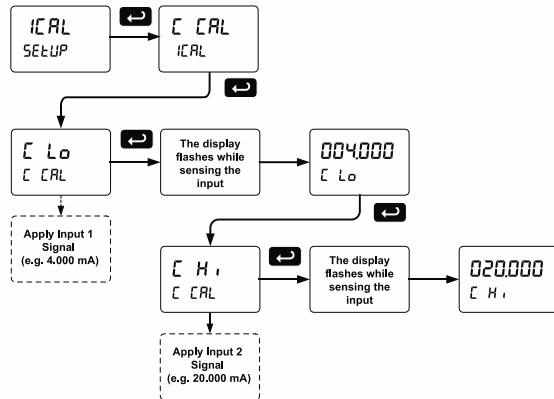 ICAL
SEtUP
C CAL
ICAL
C Lo
C CAL
The display
flashes while
sensing the
input
004.000
C Lo
Apply Input 1
Signal
(e.g. 4.000 mA)
C Hi
C CAL
The display
flashes while
sensing the
input
020.000
C Hi
Apply Input 2
Signal
(e.g. 20.000 mA)